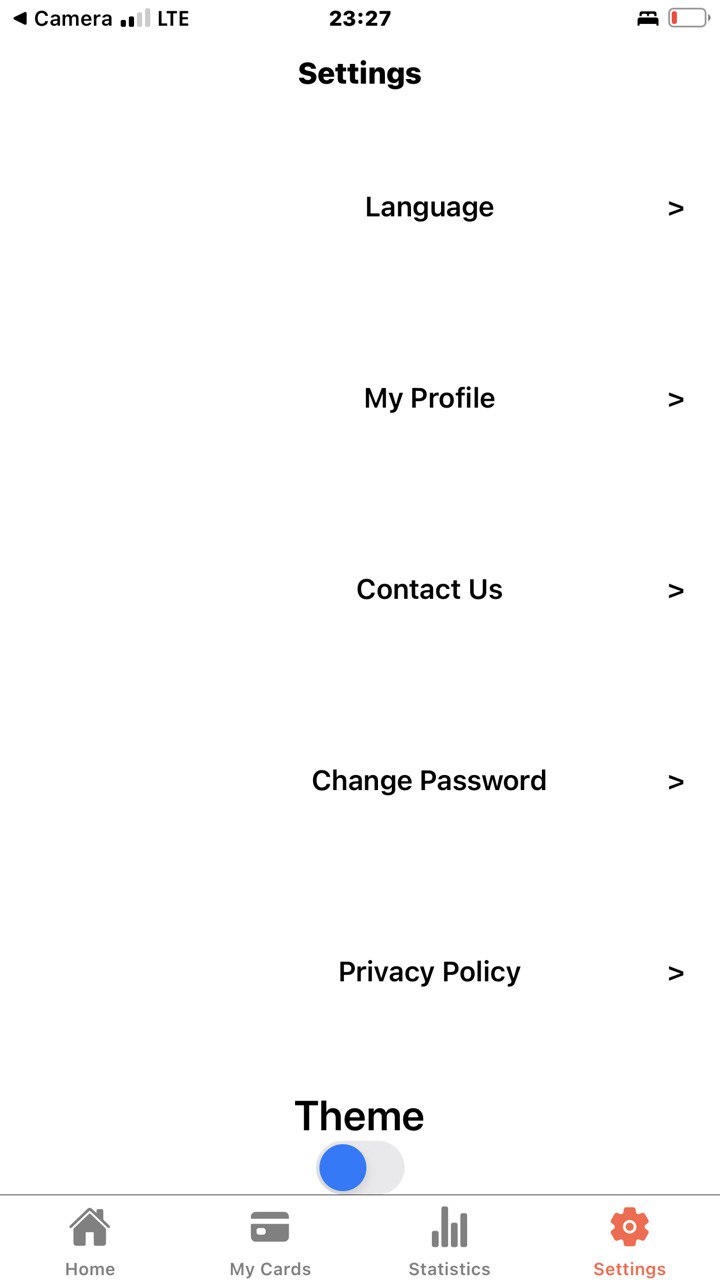 Camera LTE 23:27
Settings
Language >
My Profile >
Contact Us >
Change Password >
Privacy Policy >
Theme
Home My Cards Statistics Settings